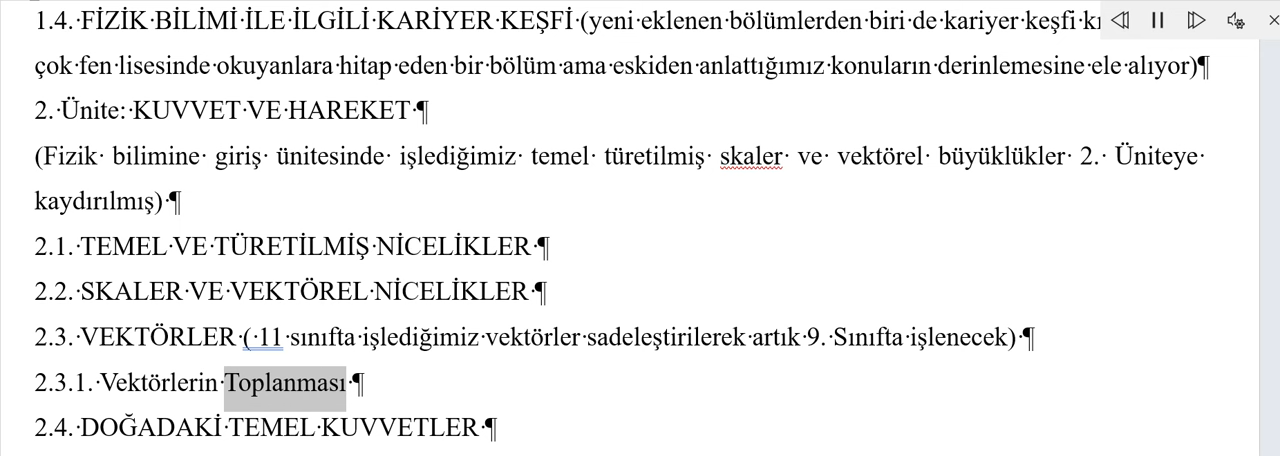 1.4. FİZİK BİLİMİ İLE İLGİLİ KARİYER KEŞFİ (yeni eklenen bölümlerden biri de kariyer keşfi
çok fen lisesinde okuyanlara hitap eden bir bölüm ama eskiden anlattığımız konuların derinlemesine ele alıyor)¶
2. Ünite: KUVVET VE HAREKET ¶
(Fizik bilimine giriş ünitesinde işlediğimiz temel türetilmiş skaler ve vektörel büyüklükler 2. Üniteye
kaydırılmış) ¶
2.1. TEMEL VE TÜRETİLMİŞ NİCELİKLER ¶
2.2. SKALER VE VEKTÖREL NİCELİKLER ¶
2.3. VEKTÖRLER ( 11 sınıfta işlediğimiz vektörler sadeleştirilerek artık 9. Sınıfta işlenecek) ¶
2.3.1. Vektörlerin Toplanması ¶
2.4. DOĞADAKİ TEMEL KUVVETLER ¶